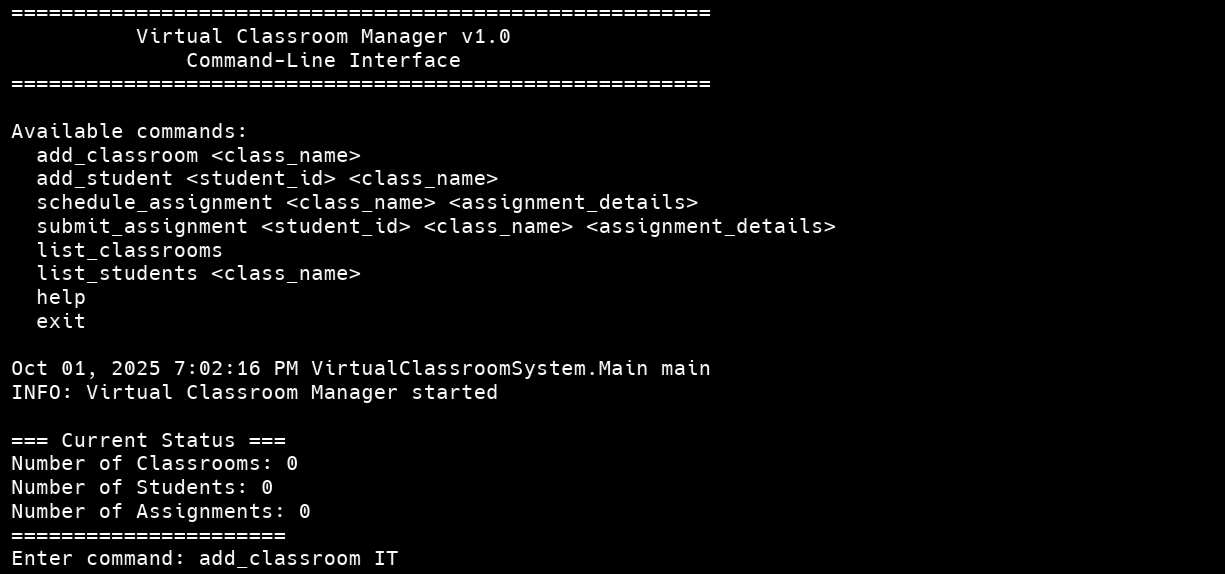 ========================================================
          Virtual Classroom Manager v1.0
              Command-Line Interface
========================================================
Available commands:
  add_classroom <class_name>
  add_student <student_id> <class_name>
  schedule_assignment <class_name> <assignment_details>
  submit_assignment <student_id> <class_name> <assignment_details>
  list_classrooms
  list_students <class_name>
  help
  exit
Oct 01, 2025 7:02:16 PM VirtualClassroomSystem.Main main
INFO: Virtual Classroom Manager started
=== Current Status ===
Number of Classrooms: 0
Number of Students: 0
Number of Assignments: 0
======================
Enter command: add_classroom IT